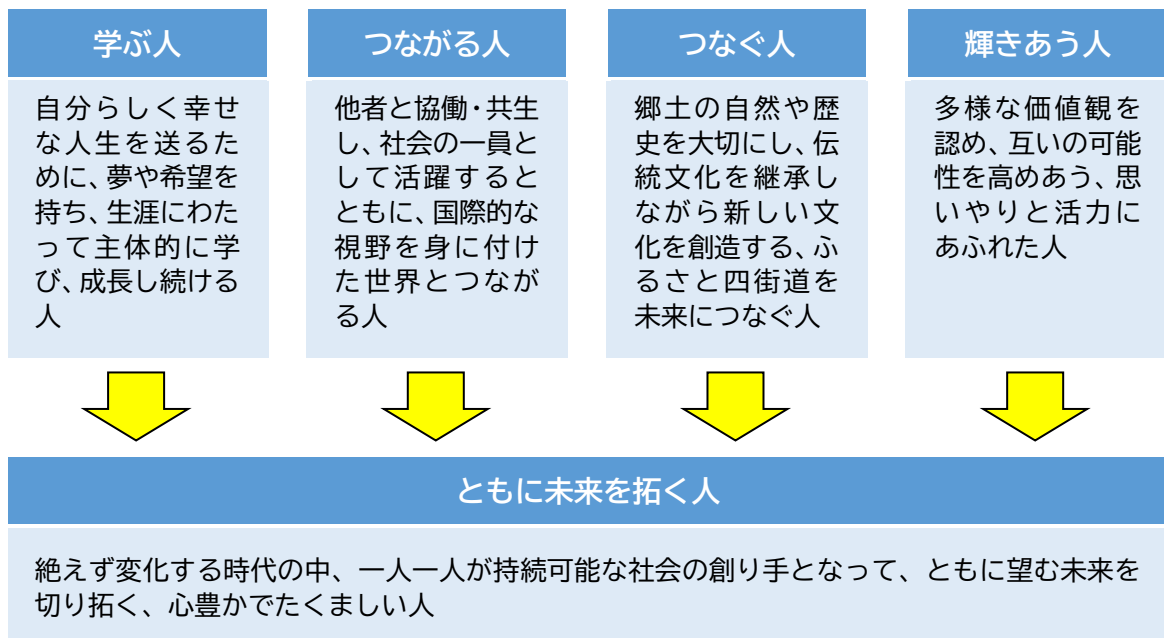 学ぶ人
自分らしく幸せ
な人生を送るた
めに、夢や希望を
持ち、生涯にわた
って主体的に学
び、成長し続ける
人
つながる人
他者と協働・共生
し、社会の一員と
して活躍すると
ともに、国際的な
視野を身に付け
た世界とつなが
る人
つなぐ人
郷土の自然や歴
史を大切にし、伝
統文化を継承し
ながら新しい文
化を創造する、ふ
るさと四街道を
未来につなぐ人
輝きあう人
多様な価値観を
認め、互いの可能
性を高めあう、思
いやりと活力に
あふれた人
ともに未来を拓く人
絶えず変化する時代の中、一人一人が持続可能な社会の創り手となって、ともに望む未来を
切り拓く、心豊かでたくましい人